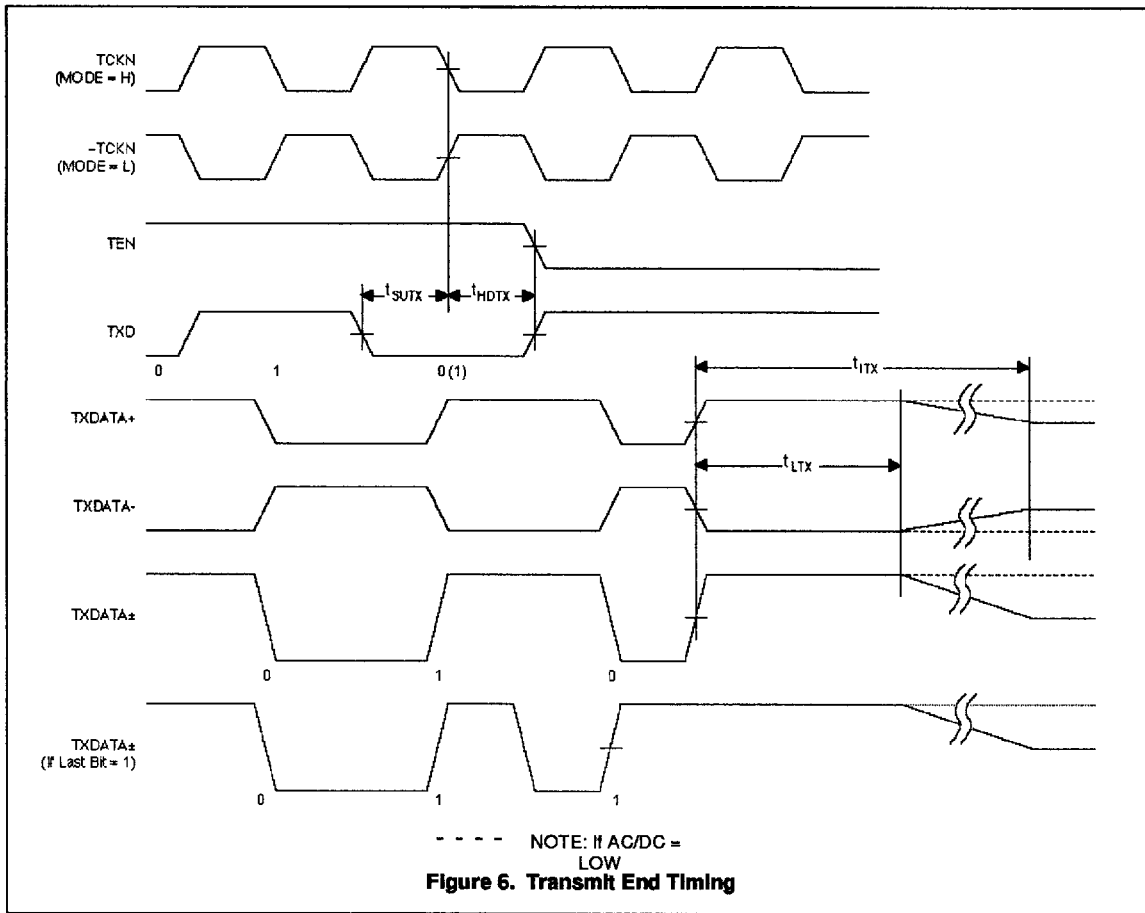 TCKN
(MODE = H)
-TCKN
(MODE = L)
TEN
tSUTX
tHDTX
TXD
0 1 0(1)
tITX
TXDATA+
tLTX
TXDATA-
TXDATA±
0 1 0
TXDATA±
(If Last Bit = 1)
0 1 1
- - - - NOTE: If AC/DC =
LOW
Figure 6. Transmit End Timing